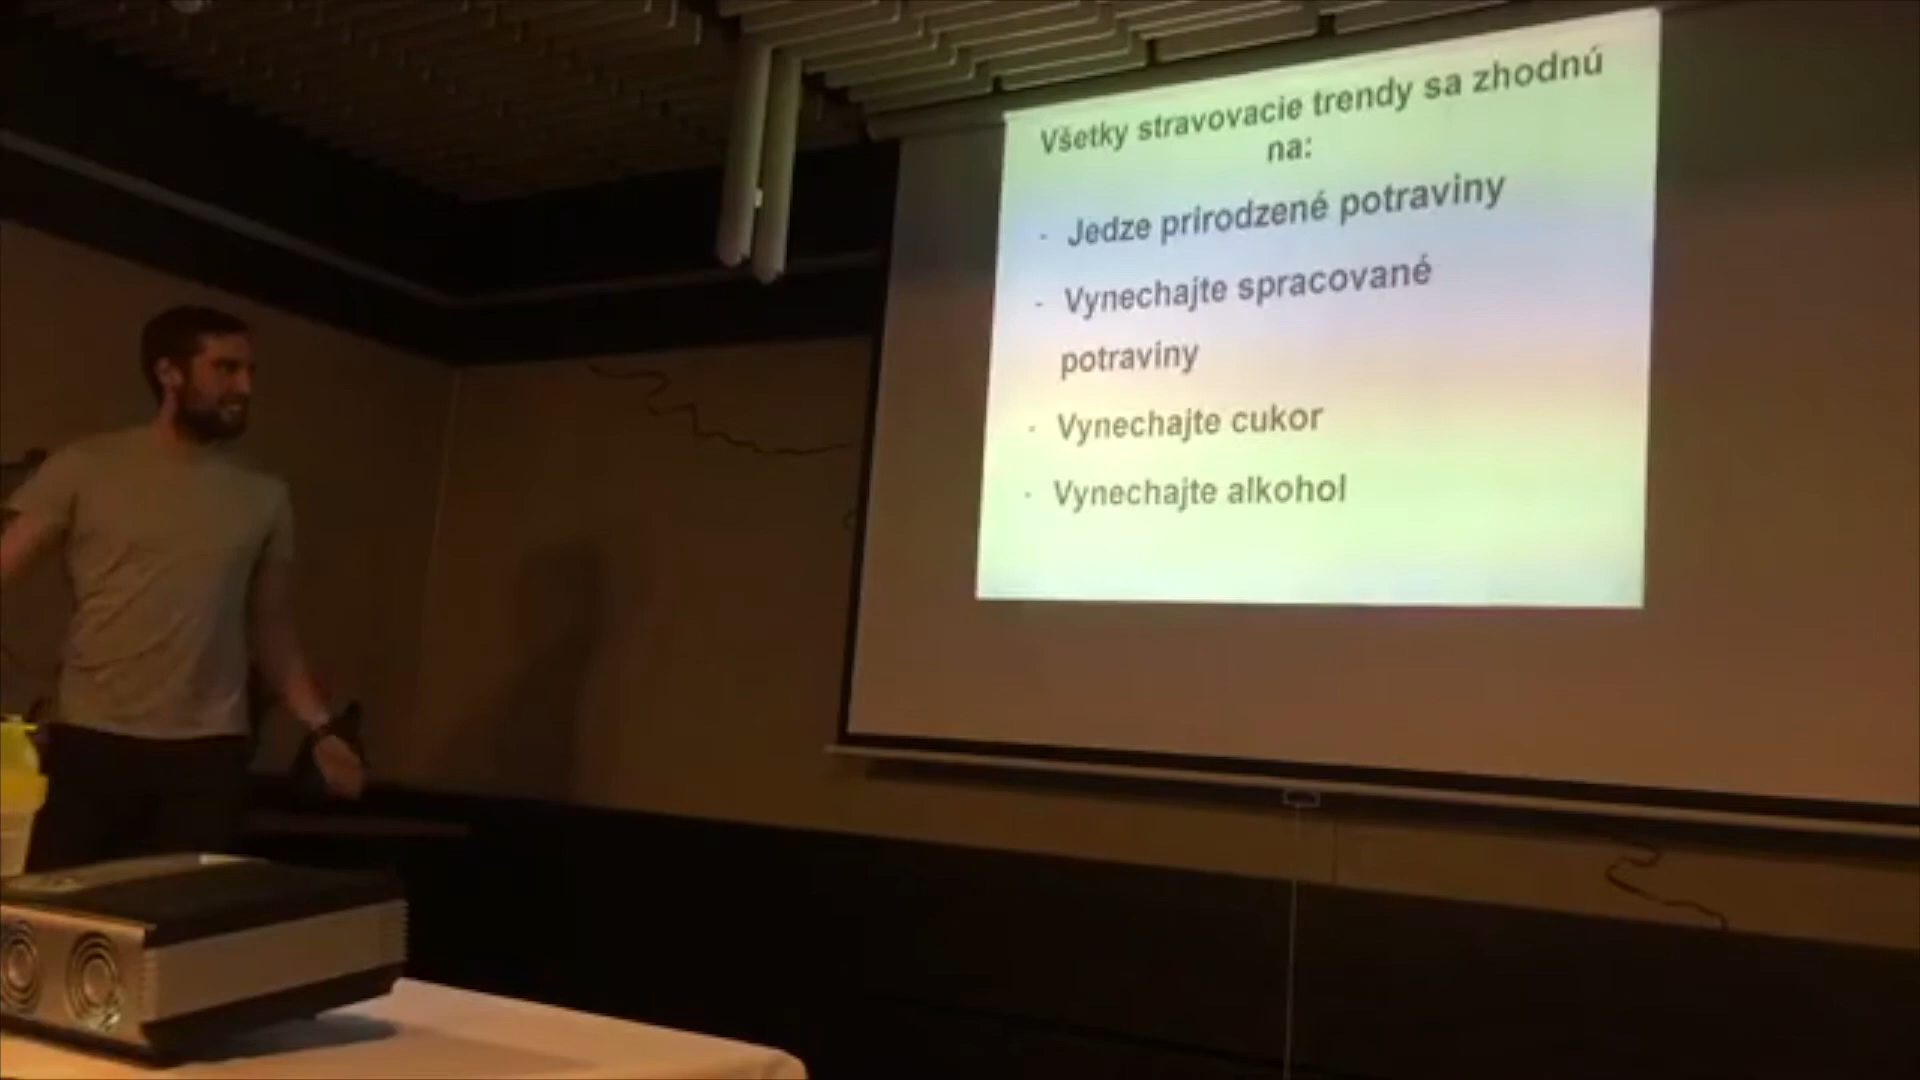 Všetky stravovacie trendy sa zhodnú
na:
- Jedze prirodzené potraviny
- Vynechajte spracované
potraviny
- Vynechajte cukor
- Vynechajte alkohol